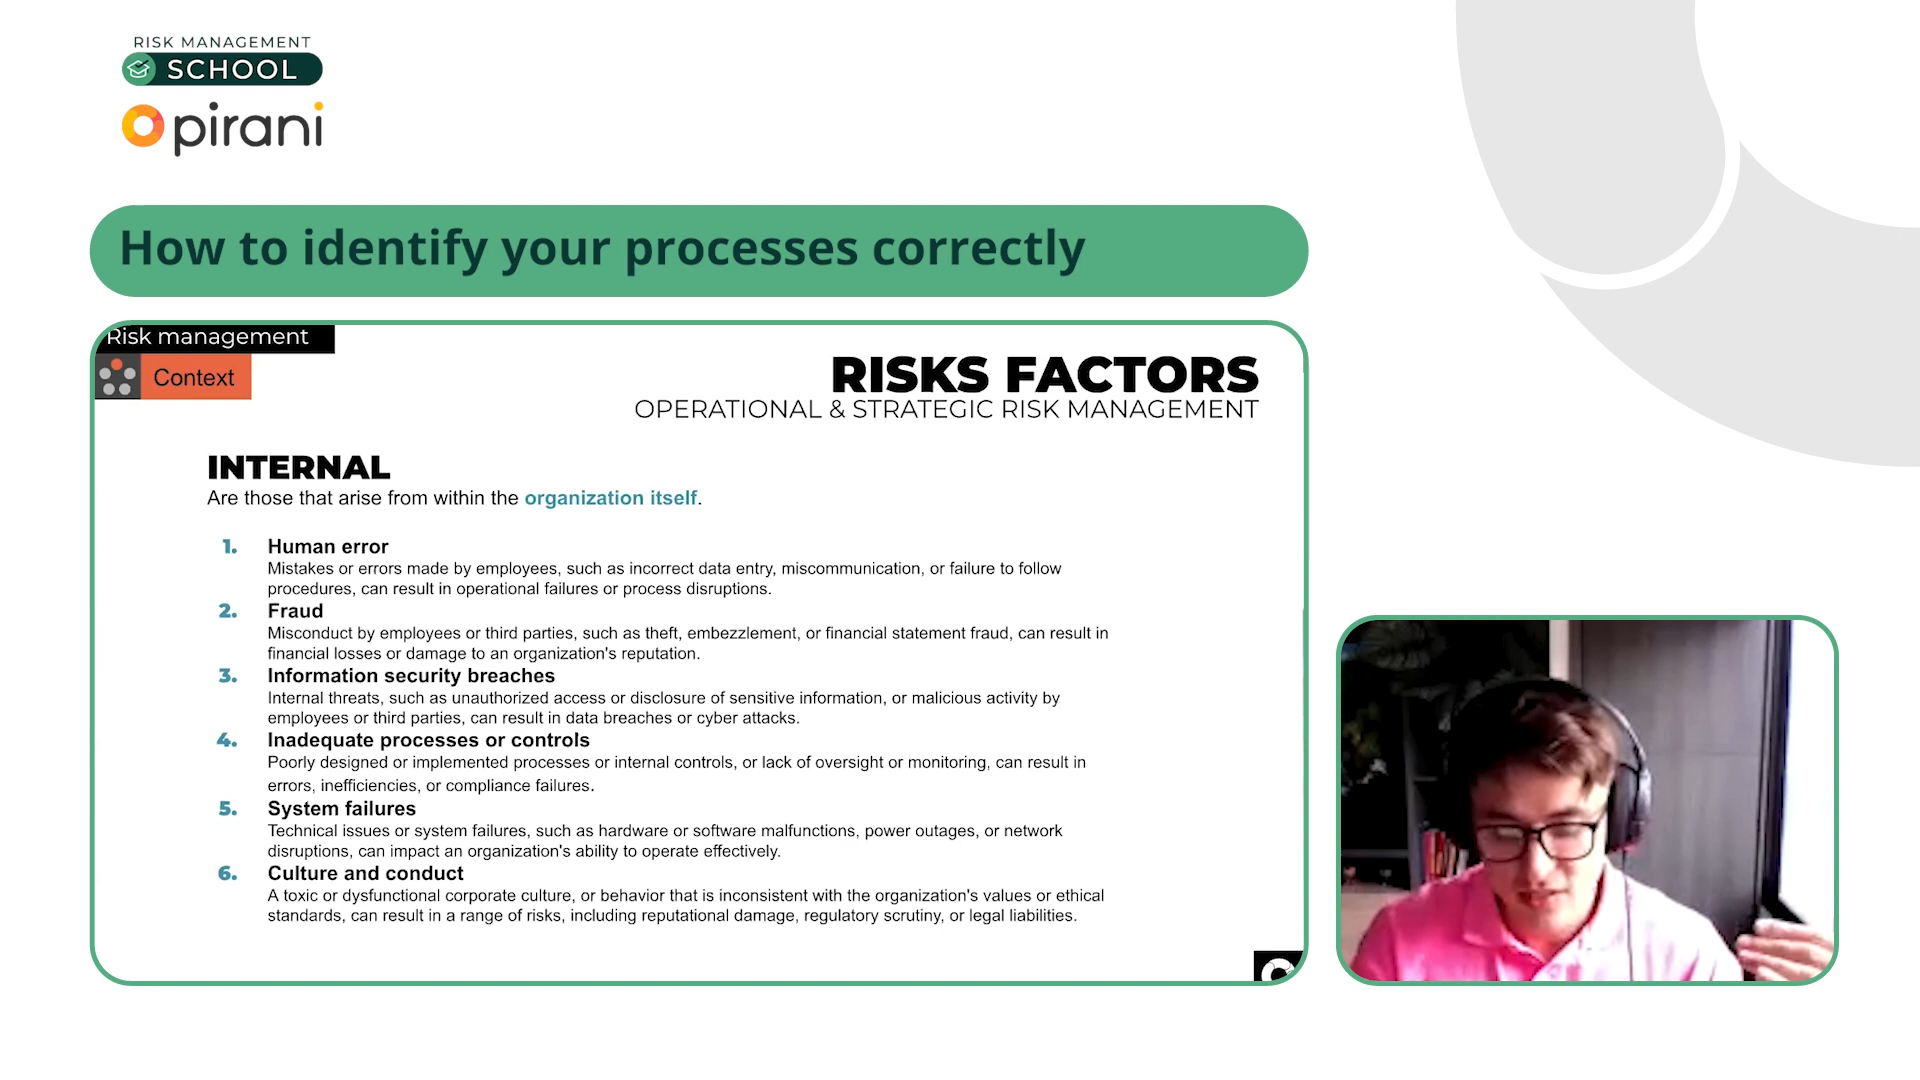 RISK MANAGEMENT
SCHOOL
pirani
How to identify your processes correctly
Risk management
Context
RISKS FACTORS
OPERATIONAL & STRATEGIC RISK MANAGEMENT
INTERNAL
Are those that arise from within the organization itself.
1. Human error
Mistakes or errors made by employees, such as incorrect data entry, miscommunication, or failure to follow
procedures, can result in operational failures or process disruptions.
2. Fraud
Misconduct by employees or third parties, such as theft, embezzlement, or financial statement fraud, can result in
financial losses or damage to an organization's reputation.
3. Information security breaches
Internal threats, such as unauthorized access or disclosure of sensitive information, or malicious activity by
employees or third parties, can result in data breaches or cyber attacks.
4. Inadequate processes or controls
Poorly designed or implemented processes or internal controls, or lack of oversight or monitoring, can result in
errors, inefficiencies, or compliance failures.
5. System failures
Technical issues or system failures, such as hardware or software malfunctions, power outages, or network
disruptions, can impact an organization's ability to operate effectively.
6. Culture and conduct
A toxic or dysfunctional corporate culture, or behavior that is inconsistent with the organization's values or ethical
standards, can result in a range of risks, including reputational damage, regulatory scrutiny, or legal liabilities.